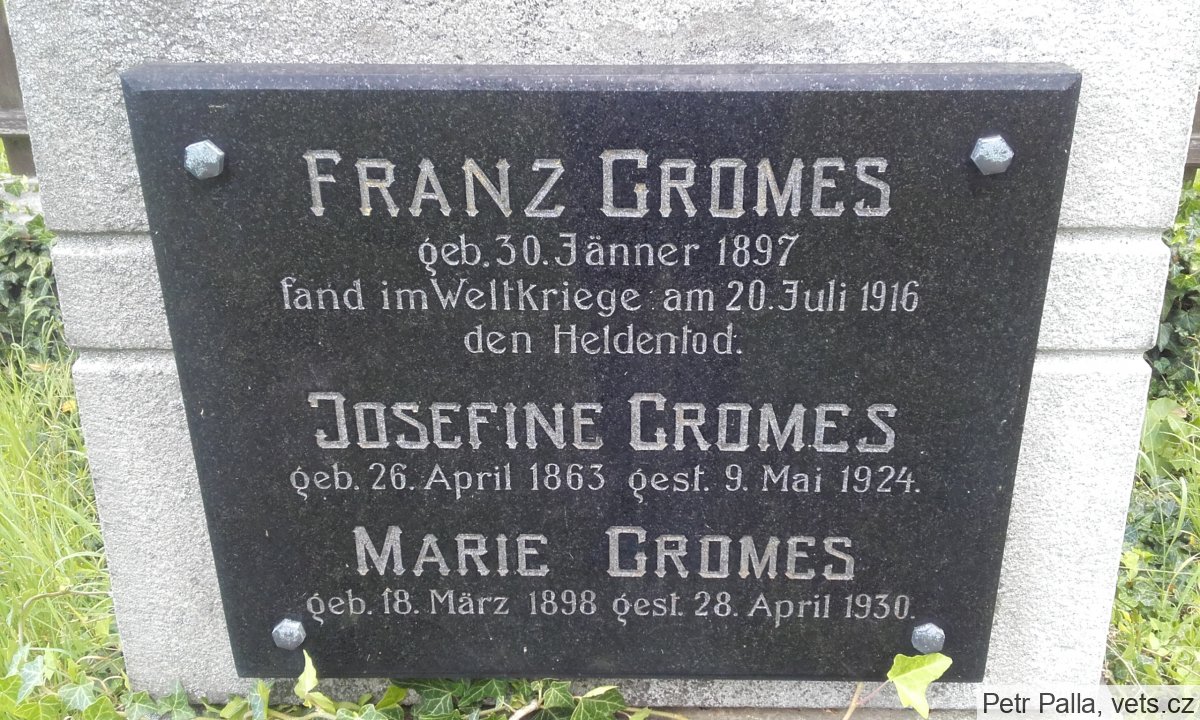 FRANZ GROMES
geb. 30. Jänner 1897
fand im Weltkriege am 20. Juli 1916
den Heldentod.
JOSEFINE GROMES
geb. 26. April 1863 gest. 9. Mai 1924.
MARIE GROMES
geb. 18. März 1898 gest. 28. April 1930.
Petr Palla, vets.cz